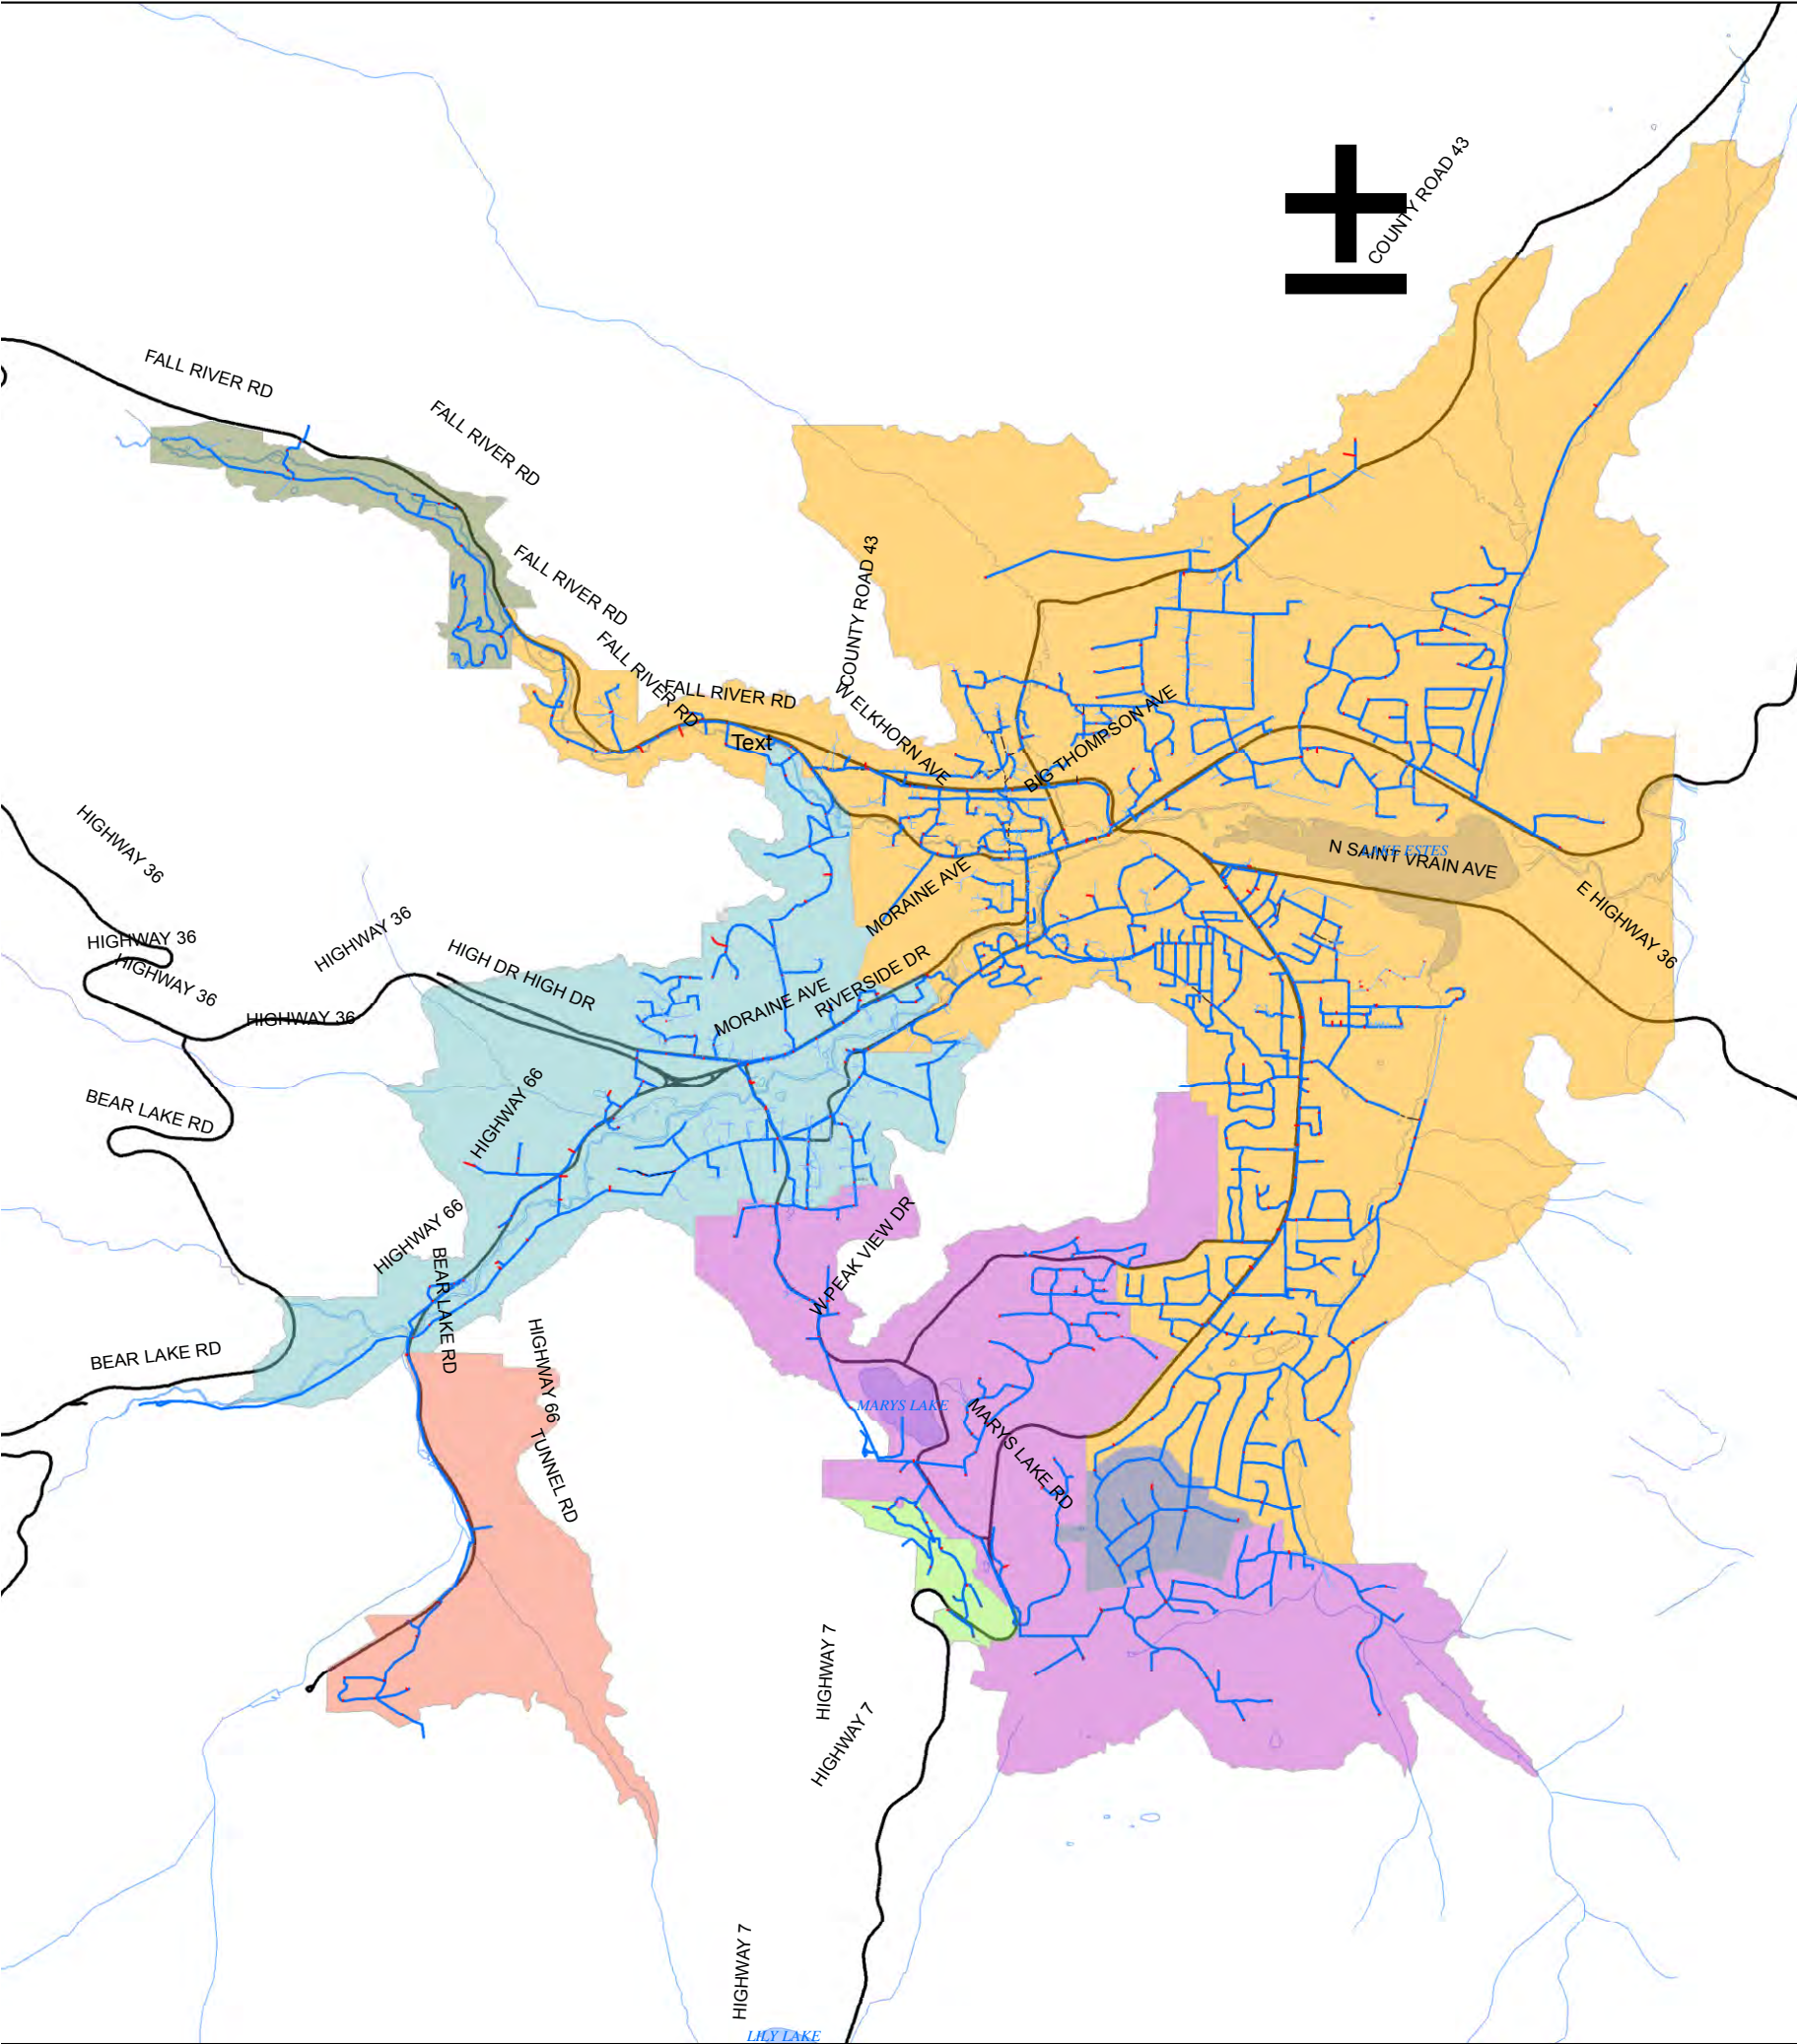 COUNTY ROAD 43
FALL RIVER RD
FALL RIVER RD
FALL RIVER RD
COUNTY ROAD 43
FALL RIVER RD
FALL RIVER RD
W ELKHORN AVE
BIG THOMPSON AVE
Text
HIGHWAY 36
LAKE ESTES
N SAINT VRAIN AVE
MORAINE AVE
E HIGHWAY 36
HIGHWAY 36
HIGHWAY 36
HIGHWAY 36
HIGH DR HIGH DR
RIVERSIDE DR
MORAINE AVE
HIGHWAY 36
BEAR LAKE RD
HIGHWAY 66
HIGHWAY 66
W PEAK VIEW DR
BEAR LAKE RD
BEAR LAKE RD
HIGHWAY 66
MARYS LAKE
MARYS LAKE RD
TUNNEL RD
HIGHWAY 7
HIGHWAY 7
HIGHWAY 7
LILY LAKE